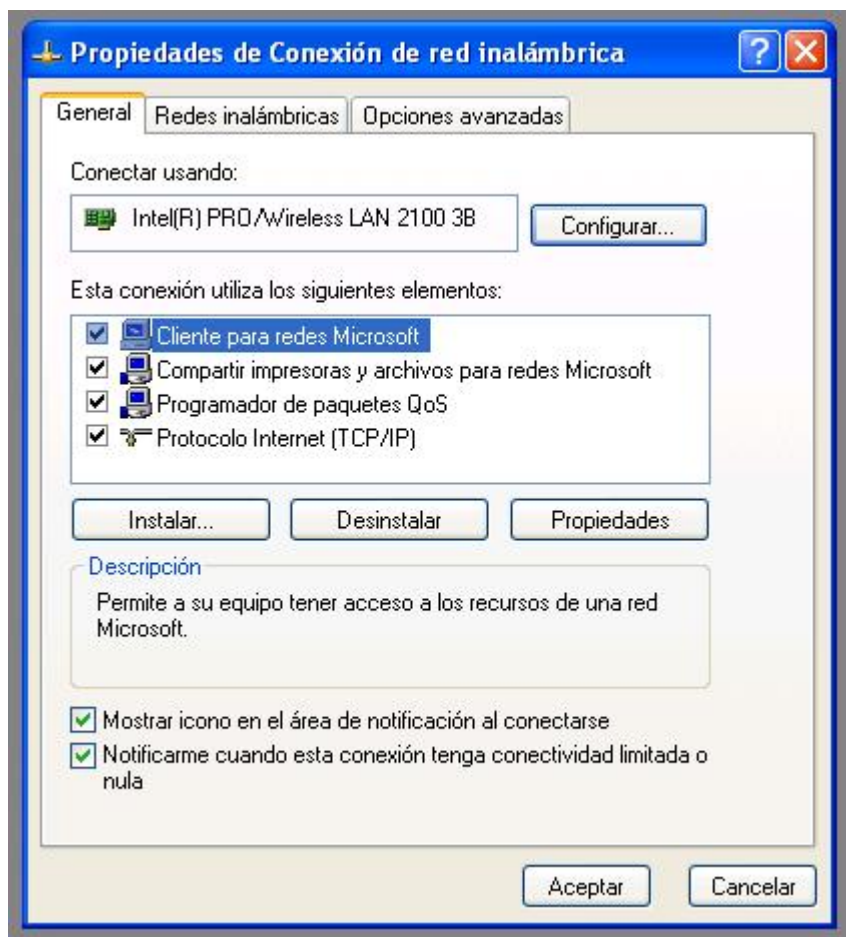 Propiedades de Conexión de red inalámbrica
General
Redes inalámbricas
Opciones avanzadas
Conectar usando:
Intel(R) PRO/Wireless LAN 2100 3B
Configurar...
Esta conexión utiliza los siguientes elementos:
Cliente para redes Microsoft
Compartir impresoras y archivos para redes Microsoft
Programador de paquetes QoS
Protocolo Internet (TCP/IP)
Instalar...
Desinstalar
Propiedades
Descripción
Permite a su equipo tener acceso a los recursos de una red
Microsoft.
Mostrar icono en el área de notificación al conectarse
Notificarme cuando esta conexión tenga conectividad limitada o
nula
Aceptar
Cancelar